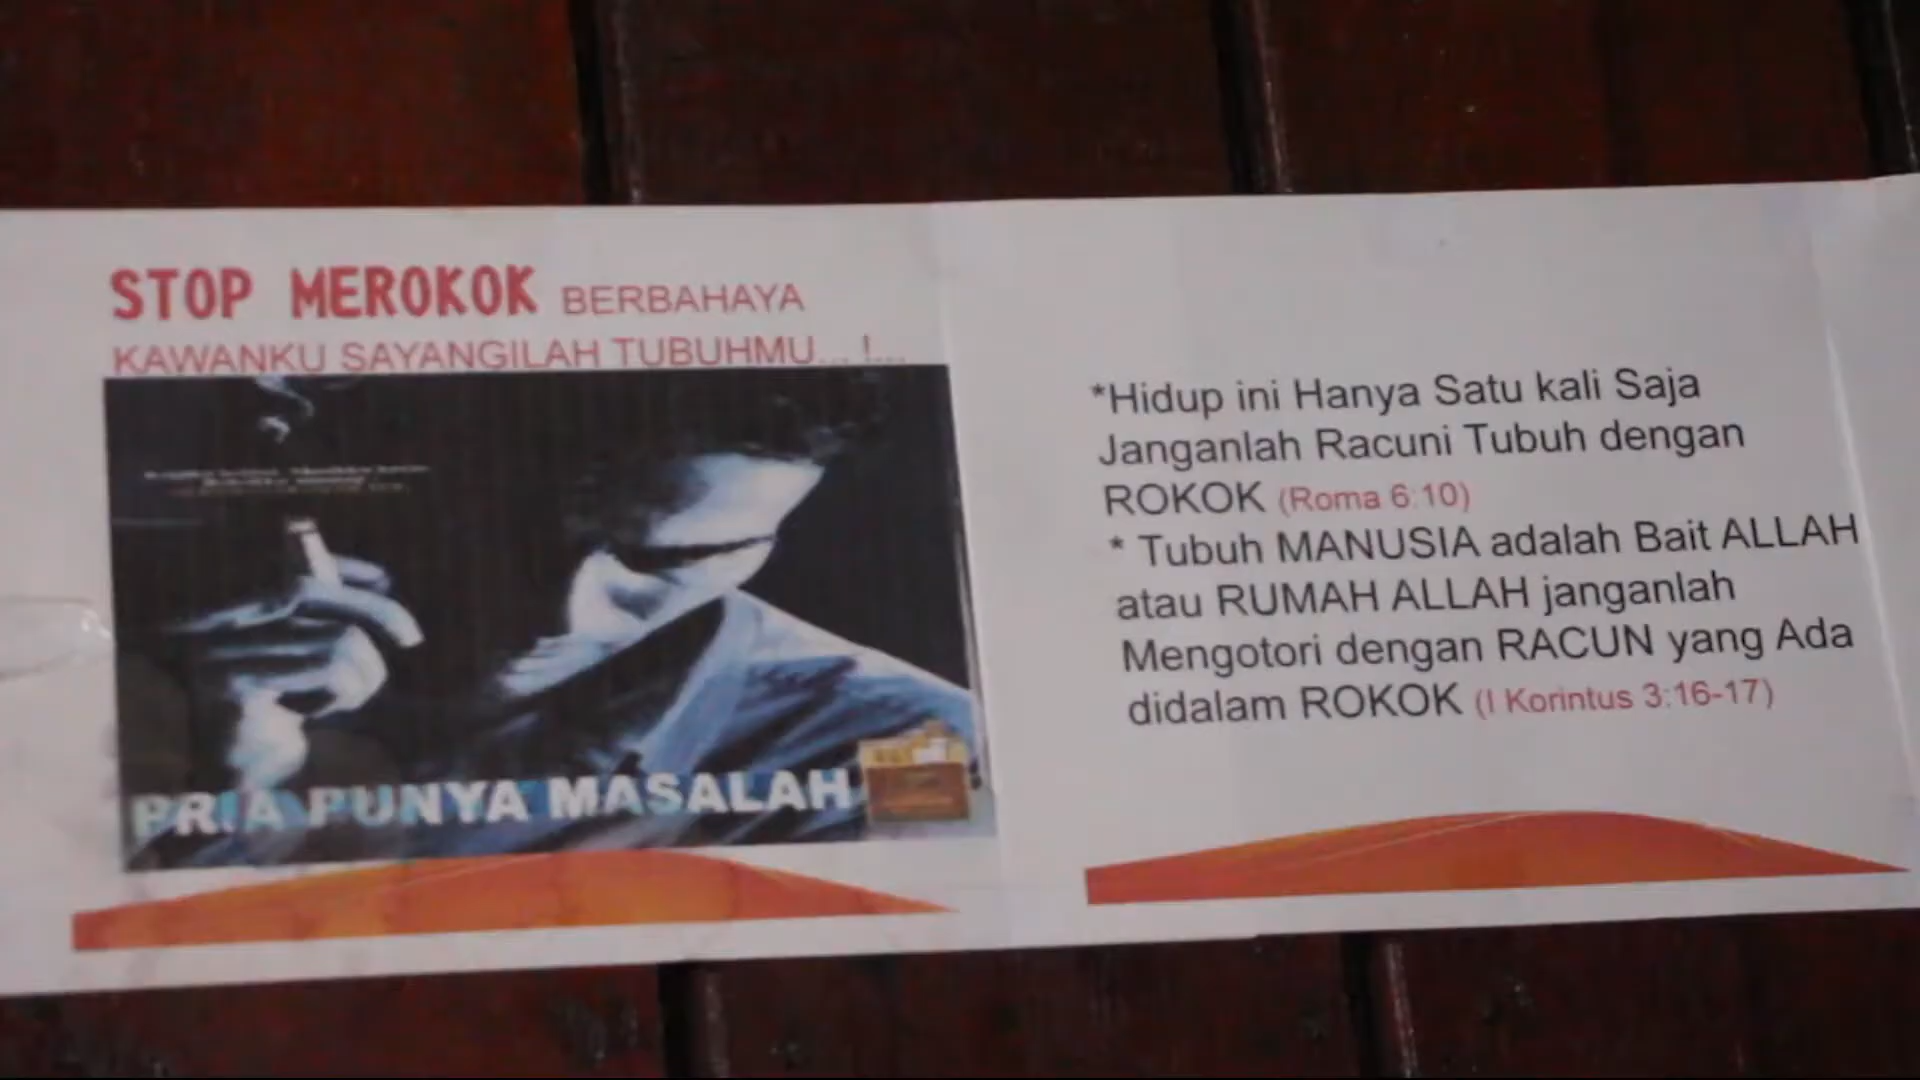 STOP MEROKOK BERBAHAYA
KAWANKU SAYANGILAH TUBUHMU... !...
PRIA PUNYA MASALAH
*Hidup ini Hanya Satu kali Saja
Janganlah Racuni Tubuh dengan
ROKOK (Roma 6:10)
* Tubuh MANUSIA adalah Bait ALLAH
atau RUMAH ALLAH janganlah
Mengotori dengan RACUN yang Ada
didalam ROKOK (I Korintus 3:16-17)